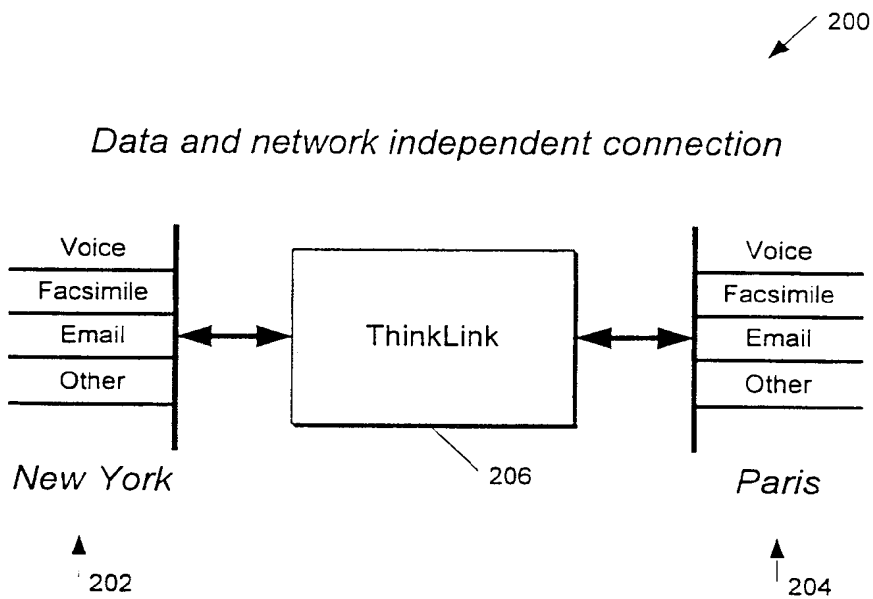 200
Data and network independent connection
Voice
Facsimile
Email
Other
New York
202
ThinkLink
206
Voice
Facsimile
Email
Other
Paris
204